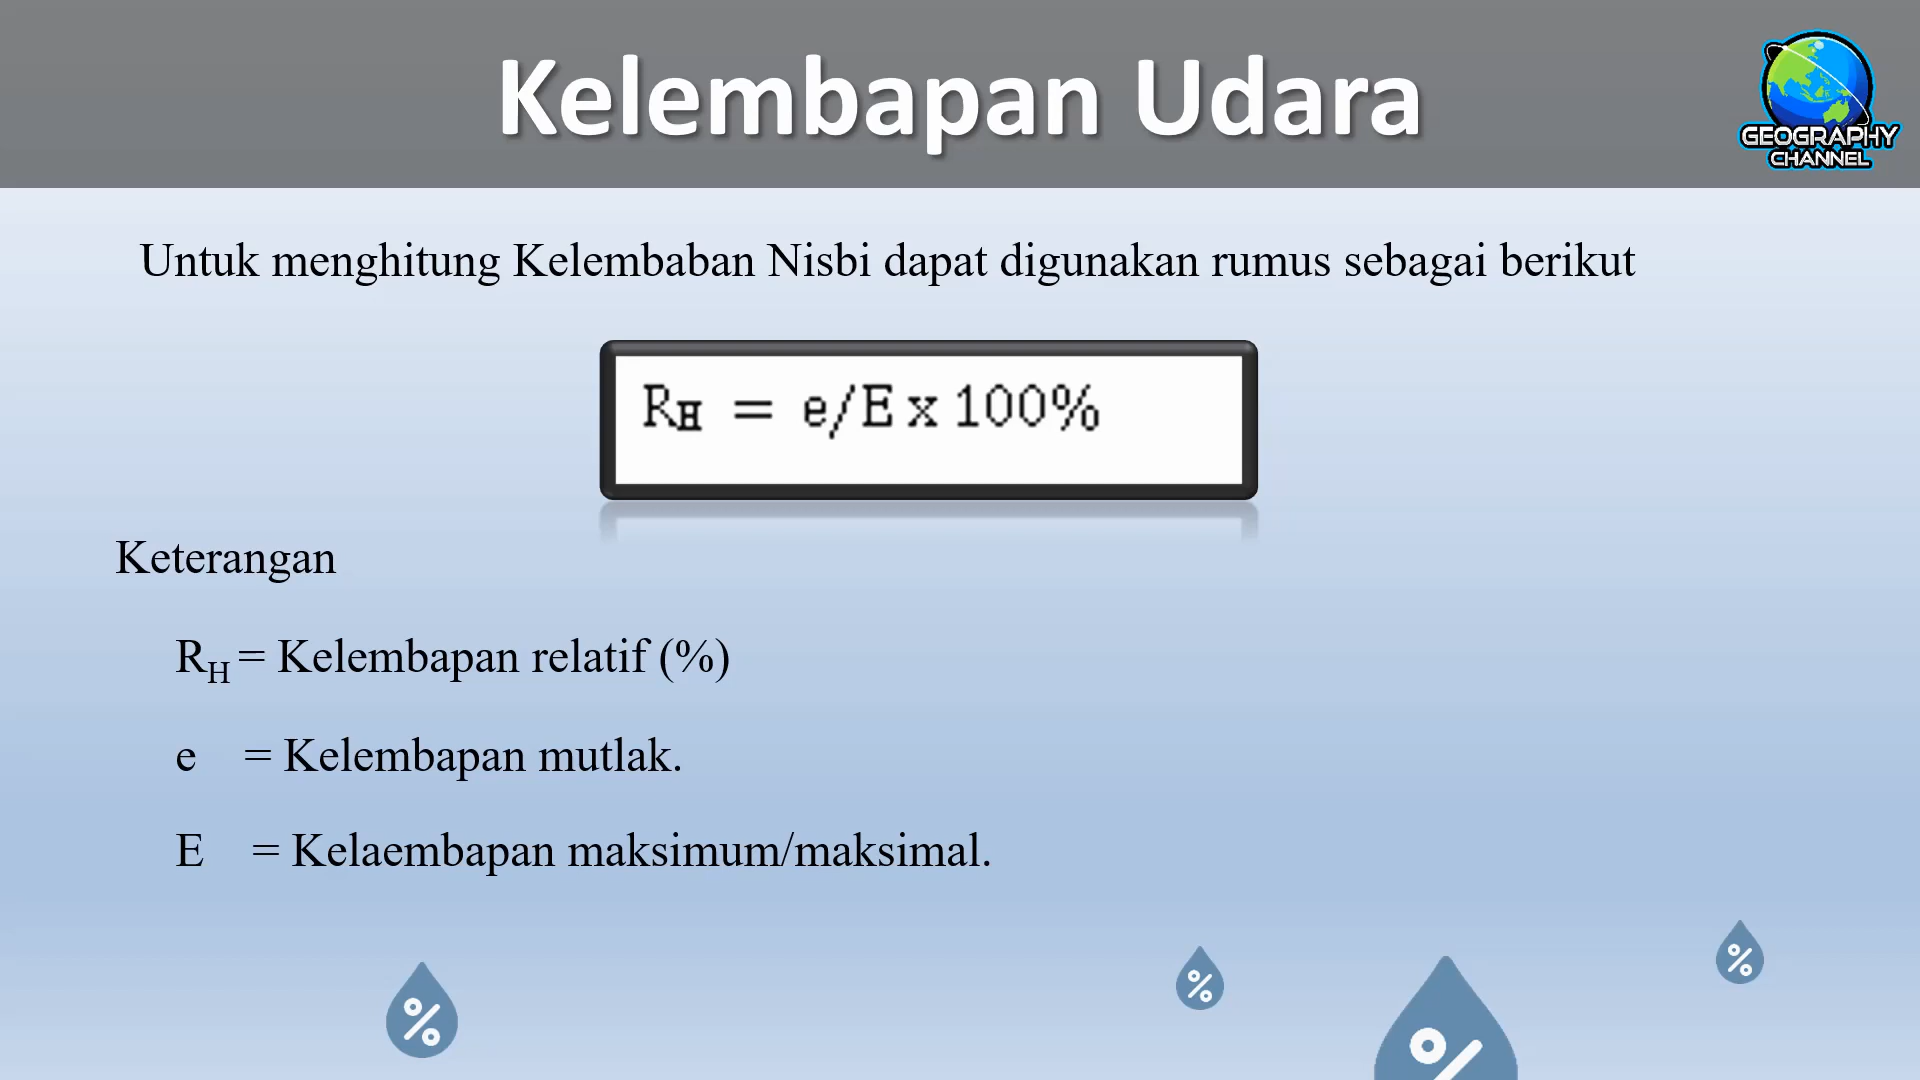 Kelembapan Udara
GEOGRAPHY
CHANNEL
Untuk menghitung Kelembaban Nisbi dapat digunakan rumus sebagai berikut
RH = e/E x 100%
Keterangan
RH = Kelembapan relatif (%)
e = Kelembapan mutlak.
E = Kelaembapan maksimum/maksimal.
%
%
%
%